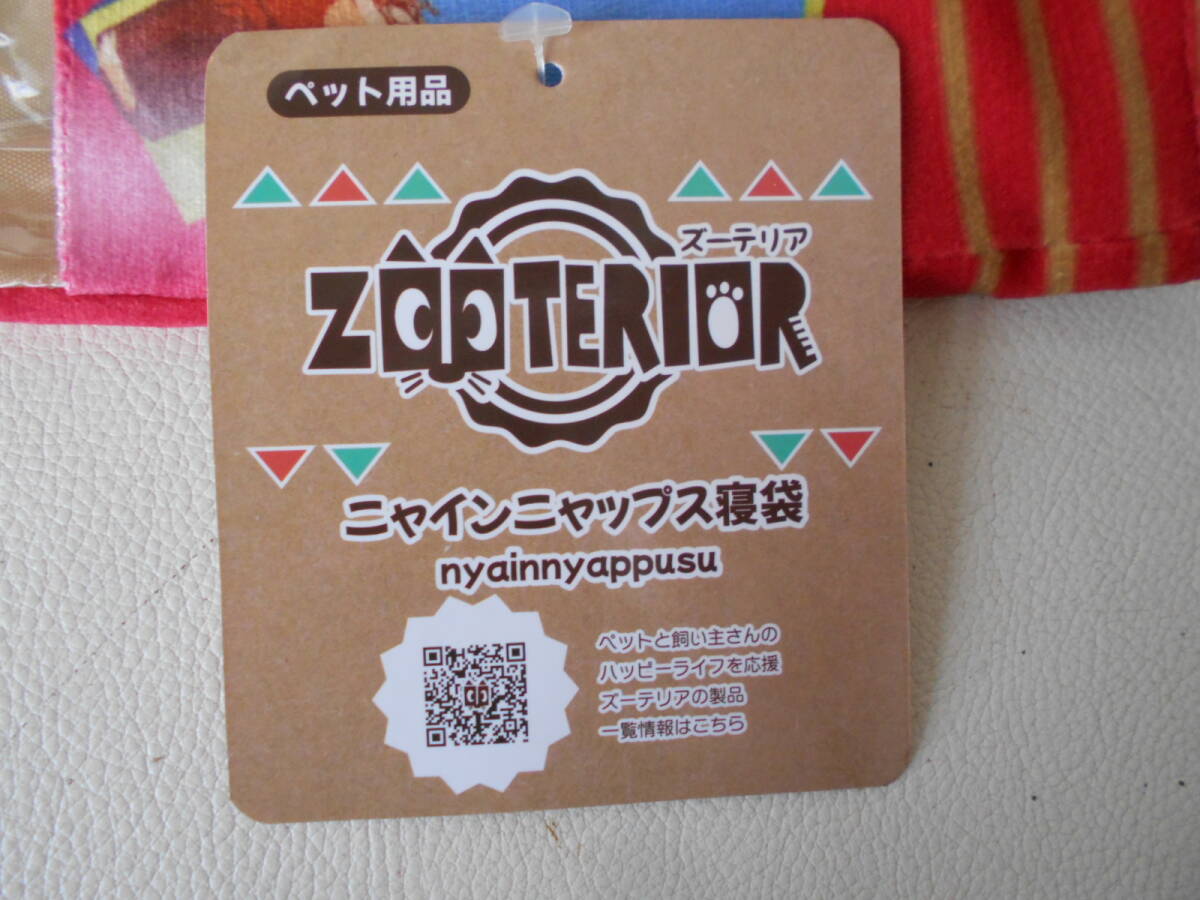 ペット用品
ズーテリア
ZOOTERIOR
ニャインニャップス寝袋
nyainnyappusu
ペットと飼い主さんの
ハッピーライフを応援
ズーテリアの製品
一覧情報はこちら